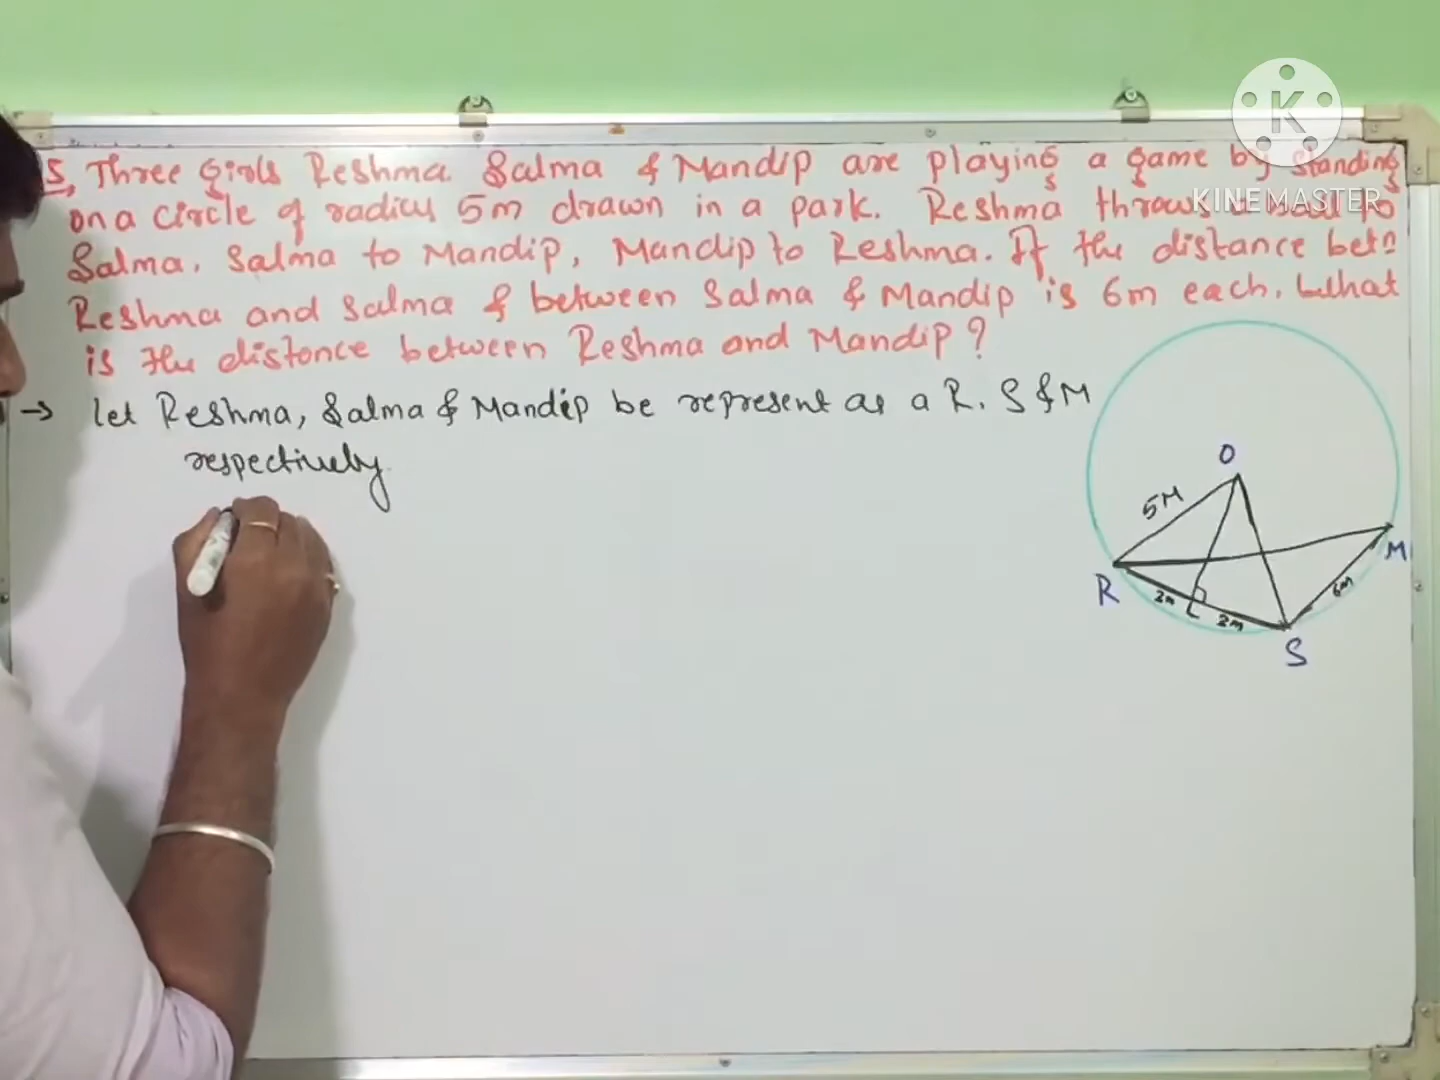 5, Three girls Reshma Salma & Mandip are playing a game by standing
on a circle of radius 5m drawn in a park. Reshma throws to
Salma, Salma to Mandip, Mandip to Reshma. If the distance betn
Reshma and Salma & between Salma & Mandip is 6m each. What
is the distance between Reshma and Mandip?
→ let Reshma, Salma & Mandip be represent as a R, S & M
respectively
K
KINEMASTER
O
5M
R
M
S
6m
L